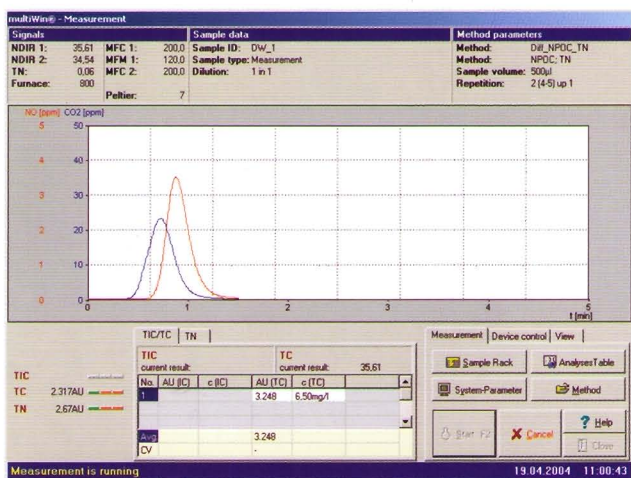 multiWin® - Measurement
Signals Sample data Method parameters
NDIR 1: 35,61 MFC 1: 200,0 Sample ID: DW_1 Method: Diff_NPOC_TN
NDIR 2: 34,54 MFM 1: 120,0 Sample type: Measurement Method: NPOC; TN
TN: 0,06 MFC 2: 200,0 Dilution: 1 in 1 Sample volume: 500µl
Furnace: 800 Repetition: 2 (4-5) up 1
Peltier: 7
NO [ppm] CO2 [ppm]
5 50
4 40
3 30
2 20
1 10
0 0
0 1 2 3 4 5
t [min]
TIC/TC TN Measurement Device control View
TIC TC
current result: current result: 35,61 Sample Rack AnalysesTable
No. AU (IC) c (IC) AU (TC) c (TC)
1 3.248 6,50mg/l System-Parameter Method
TIC
TC 2.317AU
TN 2,67AU
Start F2 Cancel Help
Avg 3.248 Close
CV -
Measurement is running 19.04.2004 11:00:43